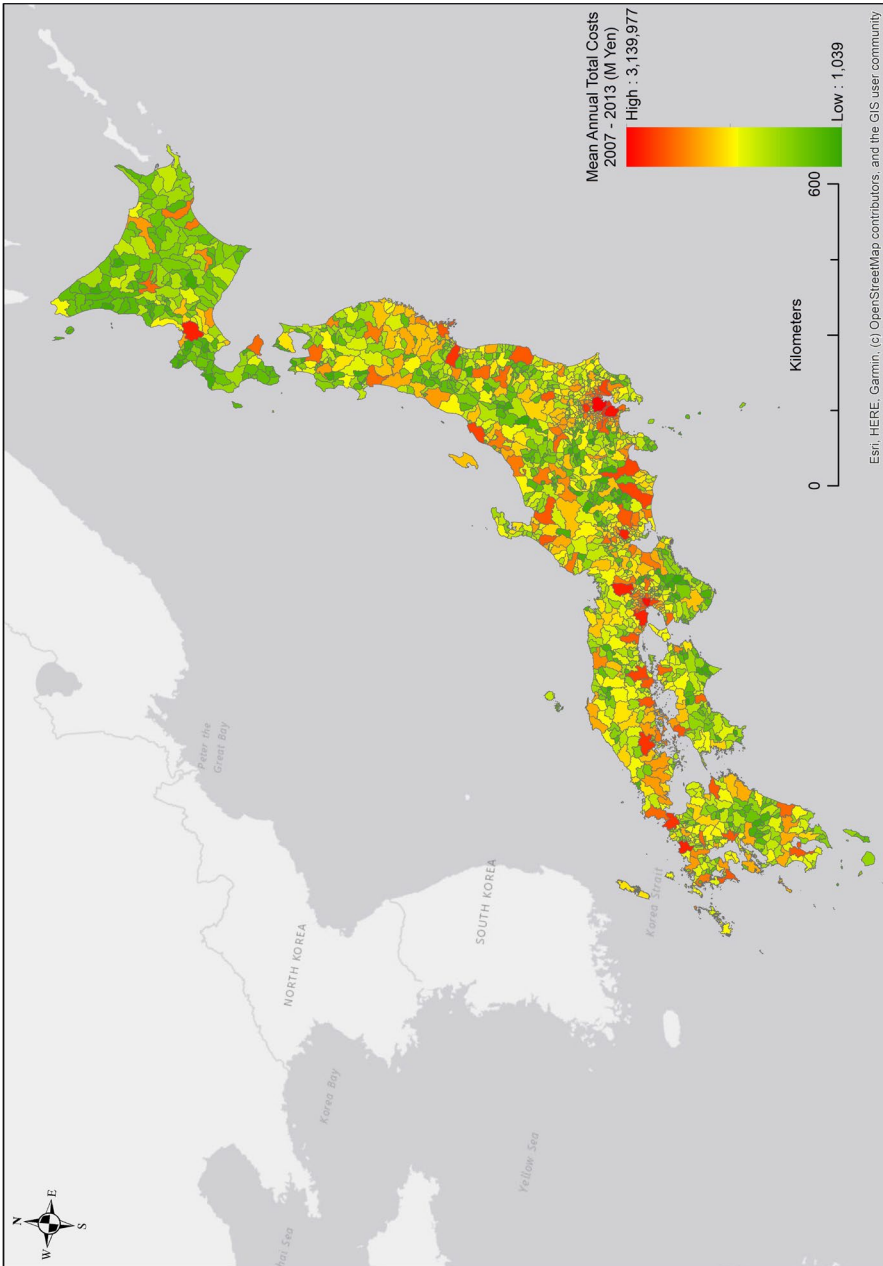 N
W
E
S
Peter the
Great Bay
NORTH KOREA
SOUTH KOREA
Korea Bay
Korea Strait
Yellow Sea
hai Sea
Mean Annual Total Costs
2007 - 2013 (M Yen)
High : 3,139,977
Low : 1,039
Kilometers
0
600
Esri, HERE, Garmin, (c) OpenStreetMap contributors, and the GIS user community